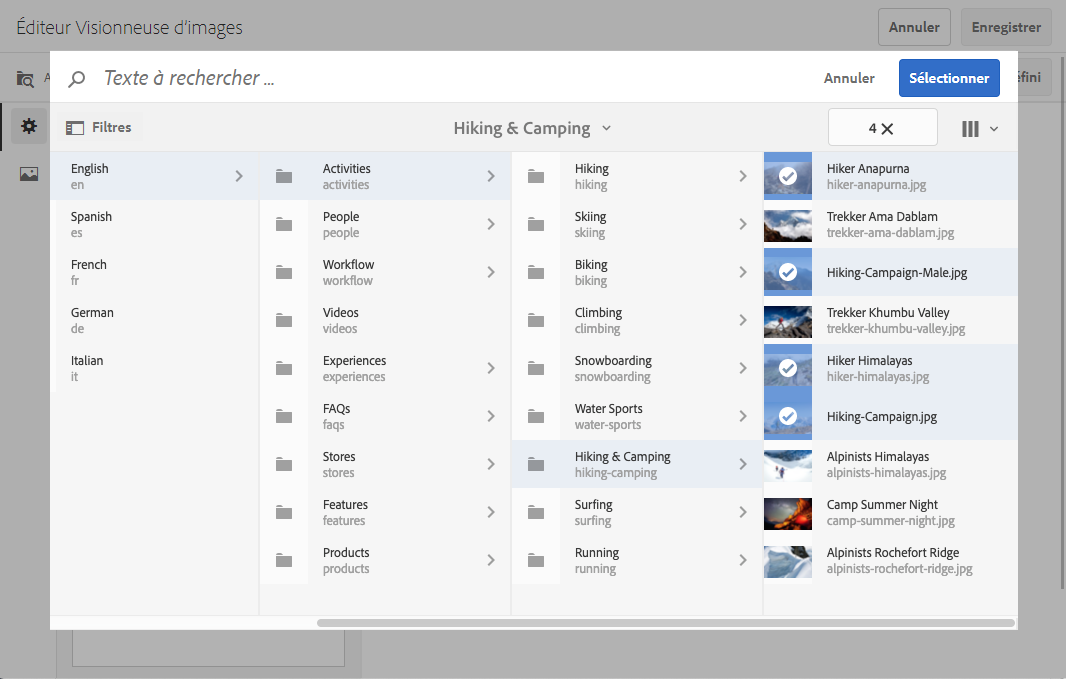 Éditeur Visionneuse d’images
Annuler
Enregistrer
Texte à rechercher ...
Annuler
Sélectionner
Filtres
Hiking & Camping
4
English
en
Spanish
es
French
fr
German
de
Italian
it
Activities
activities
People
people
Workflow
workflow
Videos
videos
Experiences
experiences
FAQs
faqs
Stores
stores
Features
features
Products
products
Hiking
hiking
Skiing
skiing
Biking
biking
Climbing
climbing
Snowboarding
snowboarding
Water Sports
water-sports
Hiking & Camping
hiking-camping
Surfing
surfing
Running
running
Hiker Anapurna
hiker-anapurna.jpg
Trekker Ama Dablam
trekker-ama-dablam.jpg
Hiking-Campaign-Male.jpg
Trekker Khumbu Valley
trekker-khumbu-valley.jpg
Hiker Himalayas
hiker-himalayas.jpg
Hiking-Campaign.jpg
Alpinists Himalayas
alpinists-himalayas.jpg
Camp Summer Night
camp-summer-night.jpg
Alpinists Rochefort Ridge
alpinists-rochefort-ridge.jpg